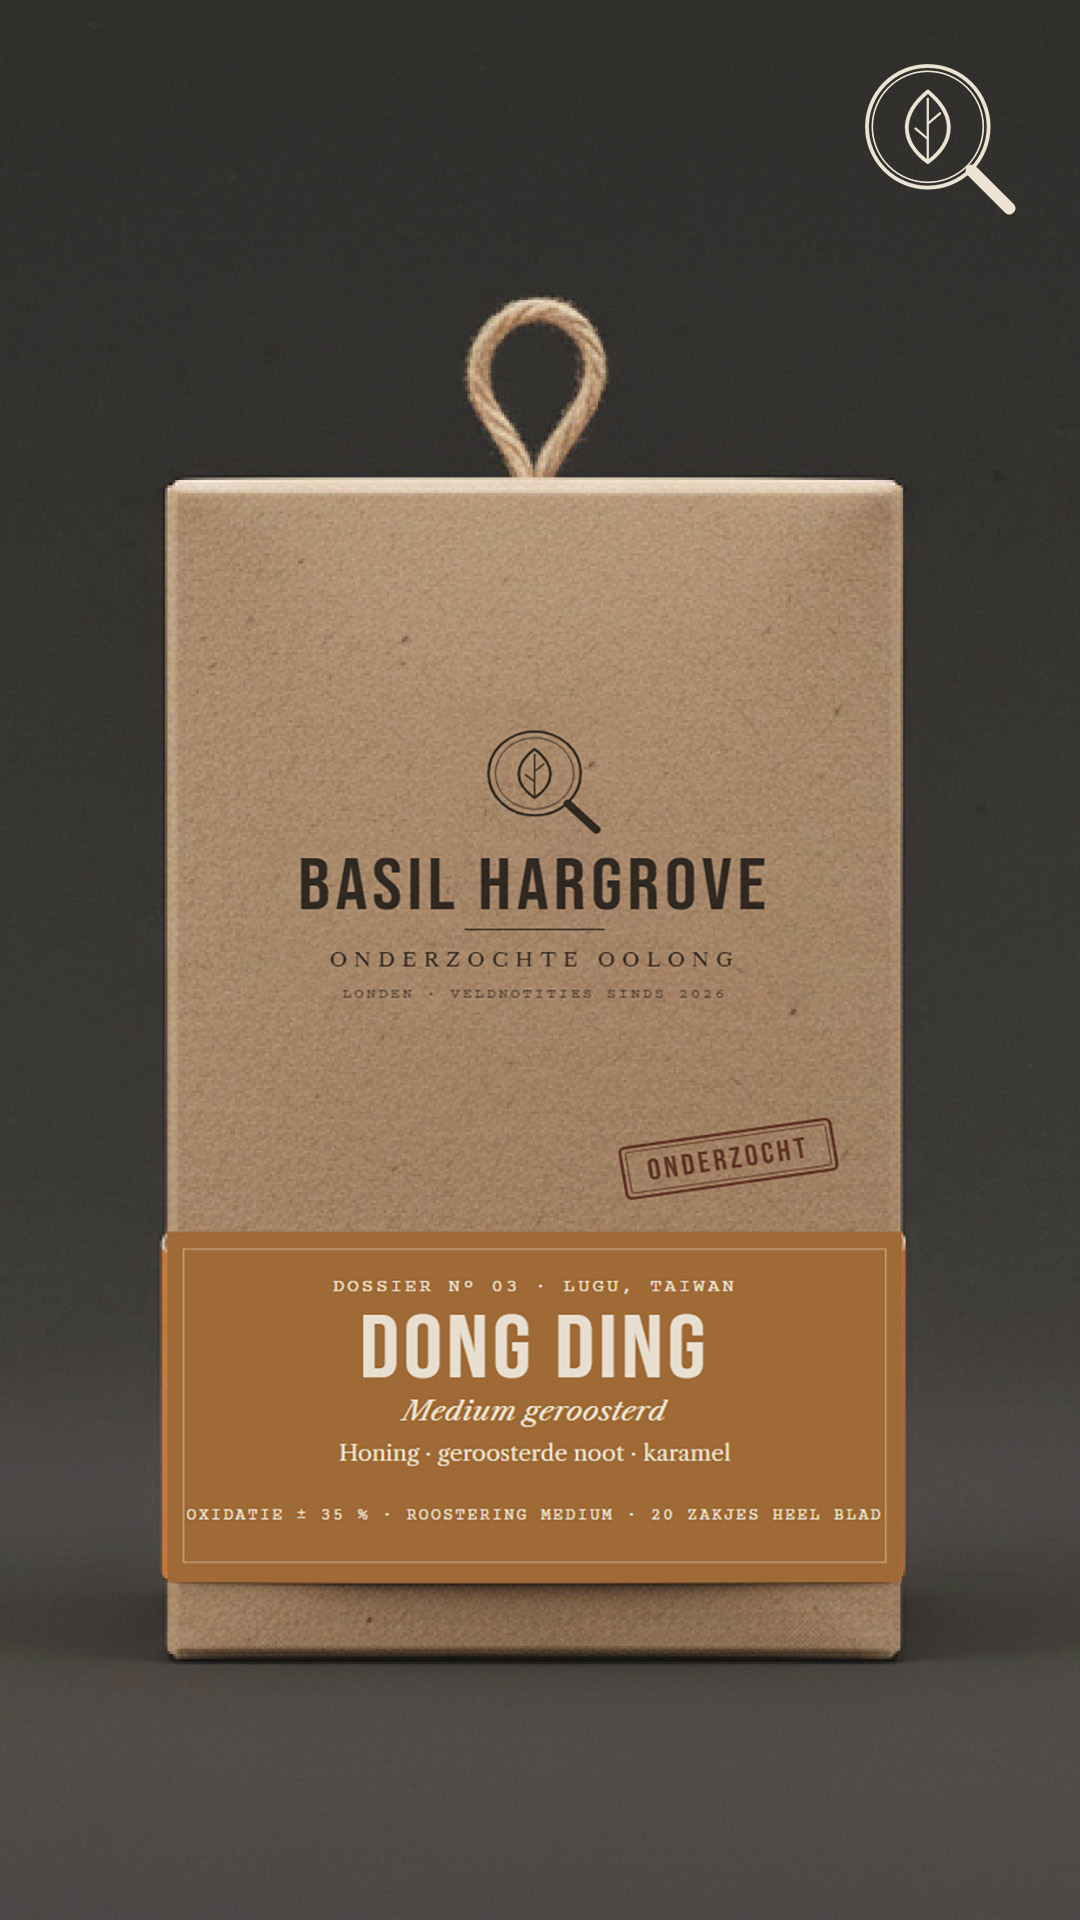 BASIL HARGROVE
ONDERZOCHTE OOLONG
LONDEN · VELDNOTITIES SINDS 2026
ONDERZOCHT
DOSSIER Nº 03 · LUGU, TAIWAN
DONG DING
Medium geroosterd
Honing · geroosterde noot · karamel
OXIDATIE ± 35 % · ROOSTERING MEDIUM · 20 ZAKJES HEEL BLAD